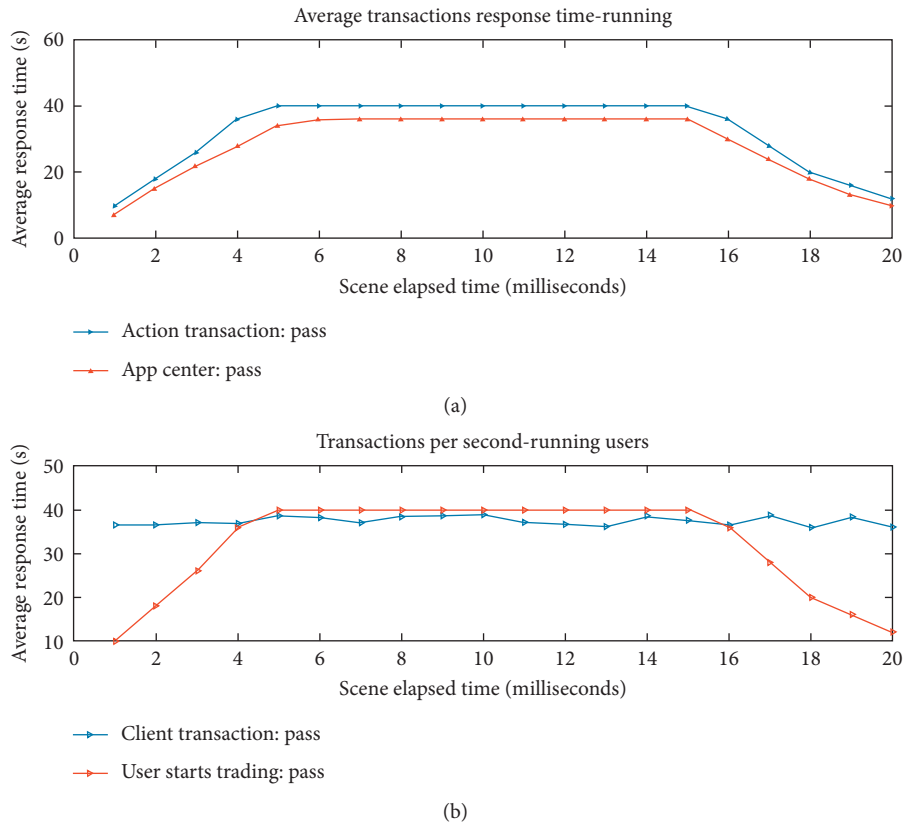 Average transactions response time-running
Average response time (s)
60
40
20
0
0 2 4 6 8 10 12 14 16 18 20
Scene elapsed time (milliseconds)
Action transaction: pass
App center: pass
(a)
Transactions per second-running users
Average response time (s)
50
40
30
20
10
0 2 4 6 8 10 12 14 16 18 20
Scene elapsed time (milliseconds)
Client transaction: pass
User starts trading: pass
(b)